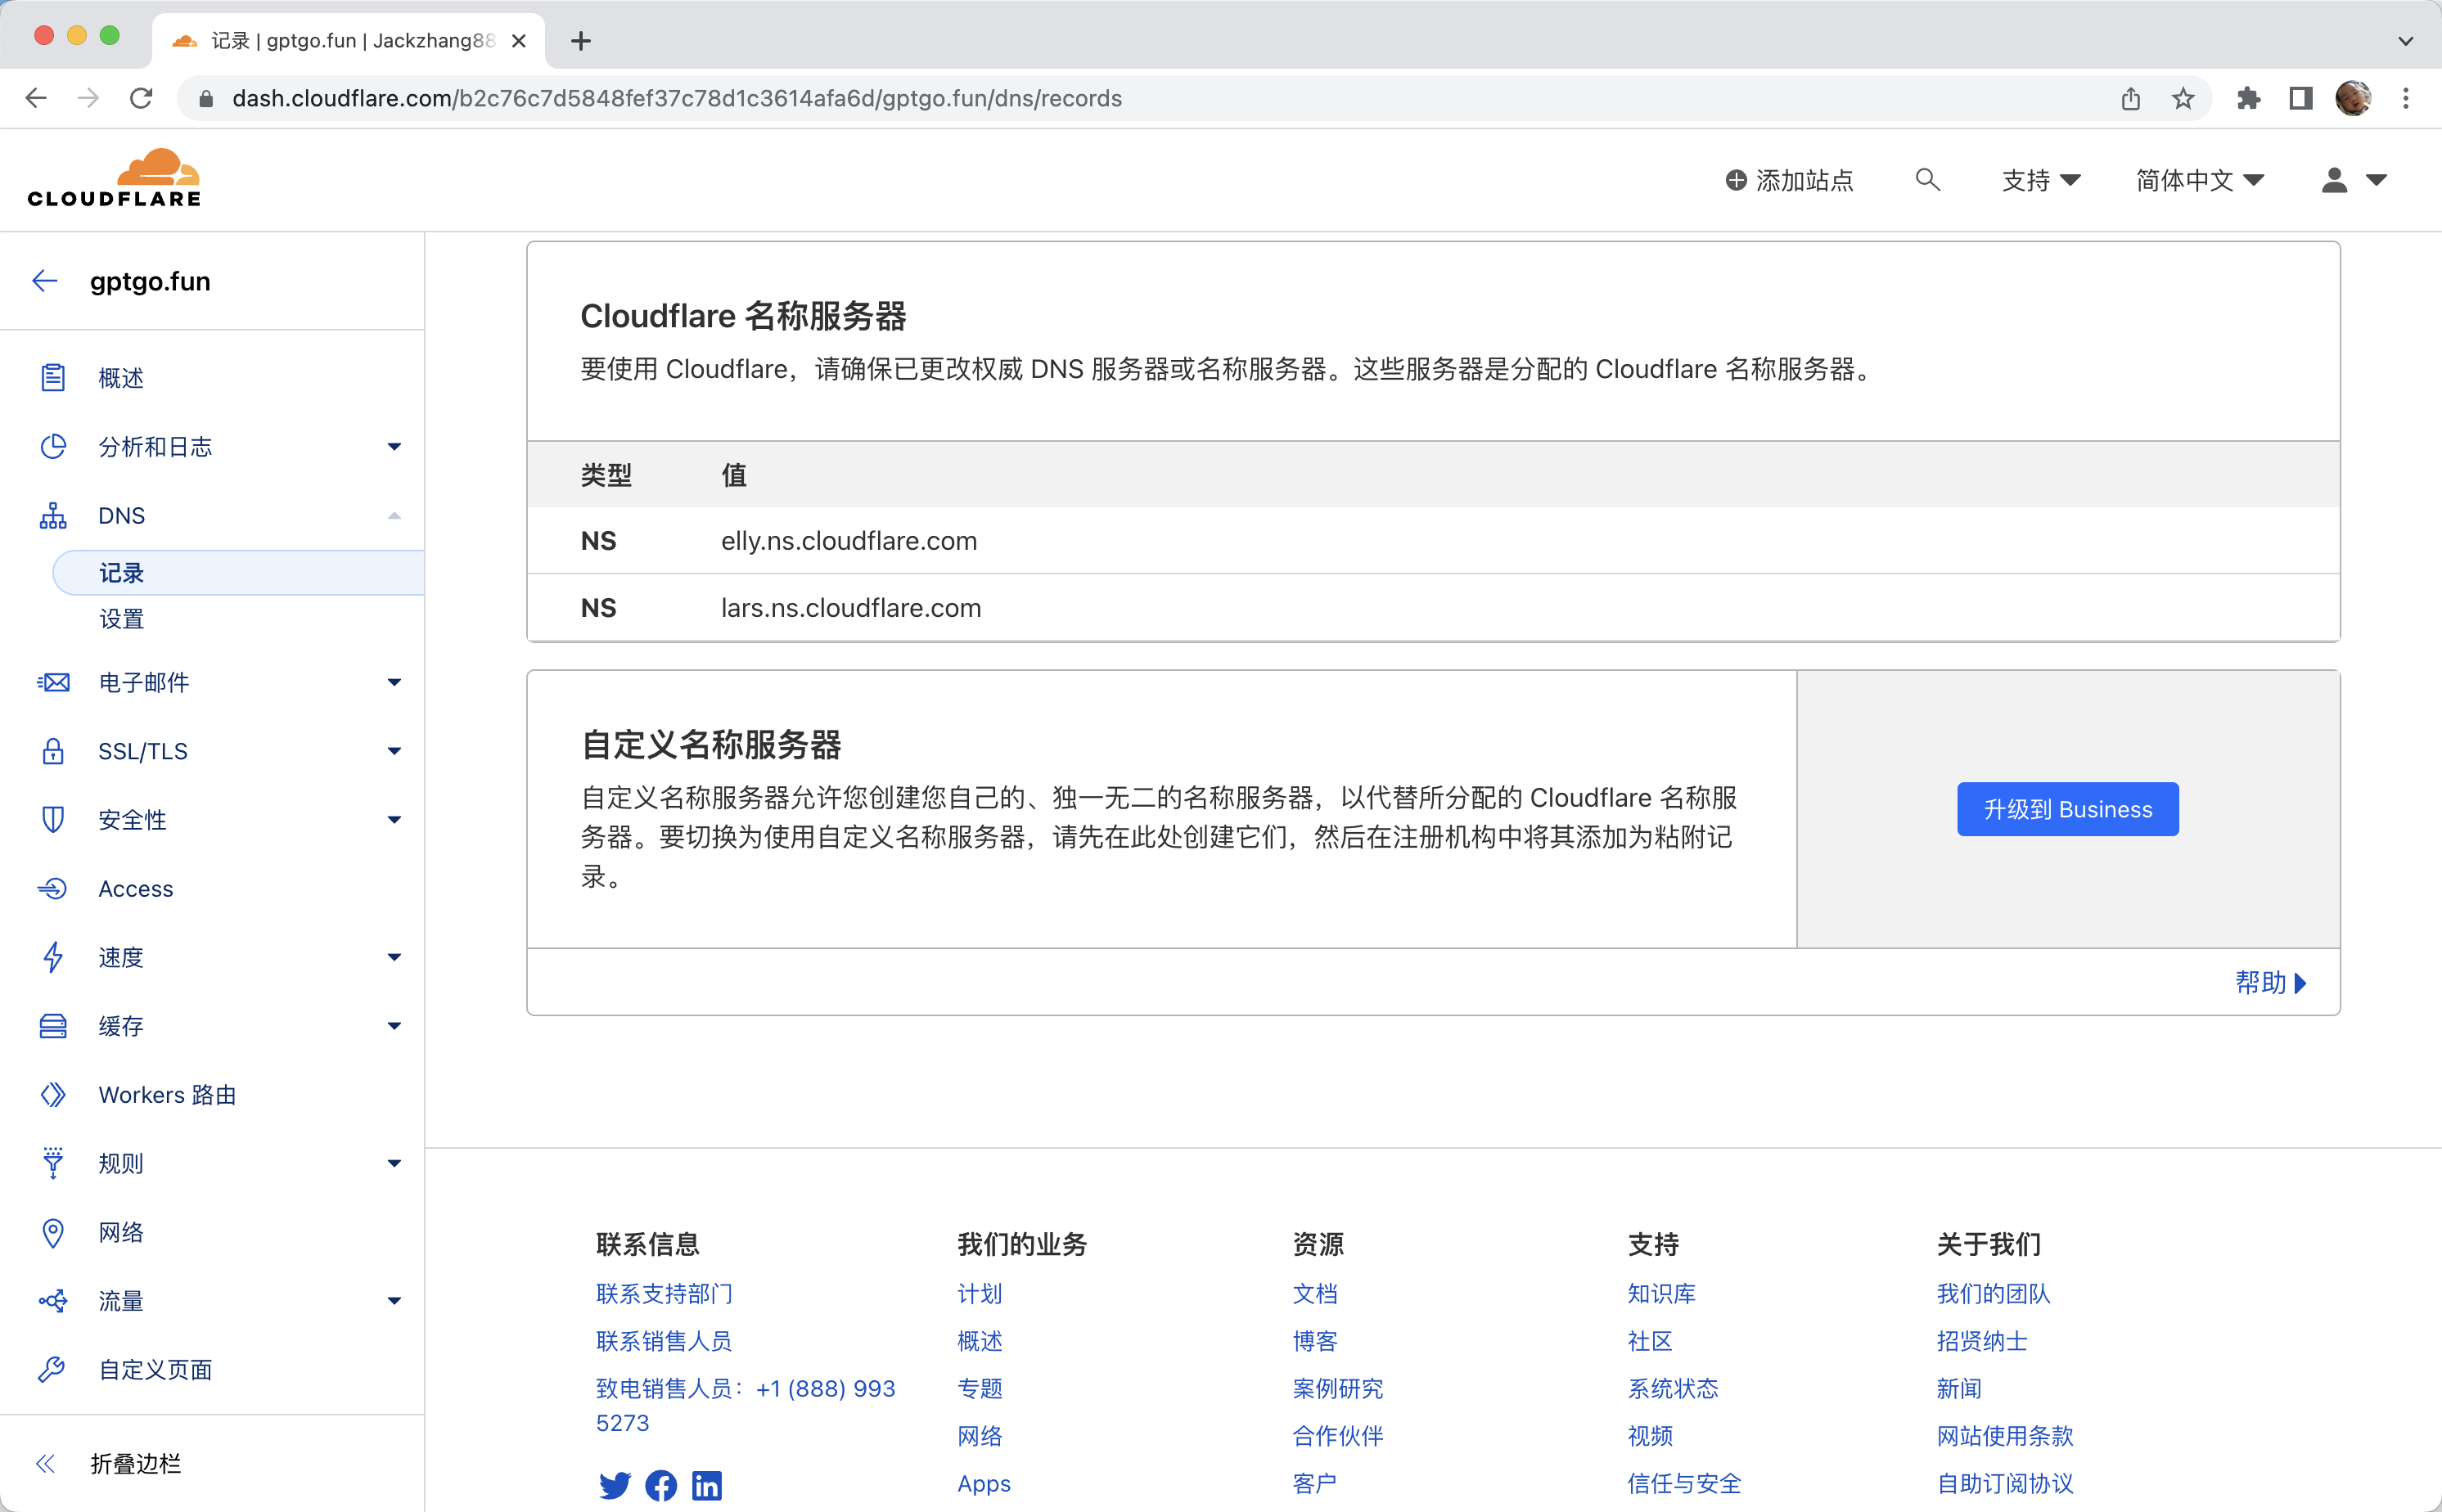 记录 | gptgo.fun | Jackzhang88
dash.cloudflare.com/b2c76c7d5848fef37c78d1c3614afa6d/gptgo.fun/dns/records
CLOUDFLARE
添加站点
支持
简体中文
gptgo.fun
概述
分析和日志
DNS
记录
设置
电子邮件
SSL/TLS
安全性
Access
速度
缓存
Workers 路由
规则
网络
流量
自定义页面
折叠边栏
Cloudflare 名称服务器
要使用 Cloudflare，请确保已更改权威 DNS 服务器或名称服务器。这些服务器是分配的 Cloudflare 名称服务器。
类型 值
NS elly.ns.cloudflare.com
NS lars.ns.cloudflare.com
自定义名称服务器
自定义名称服务器允许您创建您自己的、独一无二的名称服务器，以代替所分配的 Cloudflare 名称服
务器。要切换为使用自定义名称服务器，请先在此处创建它们，然后在注册机构中将其添加为粘附记
录。
升级到 Business
帮助
联系信息
联系支持部门
联系销售人员
致电销售人员：+1 (888) 993
5273
我们的业务
计划
概述
专题
网络
Apps
资源
文档
博客
案例研究
合作伙伴
客户
支持
知识库
社区
系统状态
视频
信任与安全
关于我们
我们的团队
招贤纳士
新闻
网站使用条款
自助订阅协议